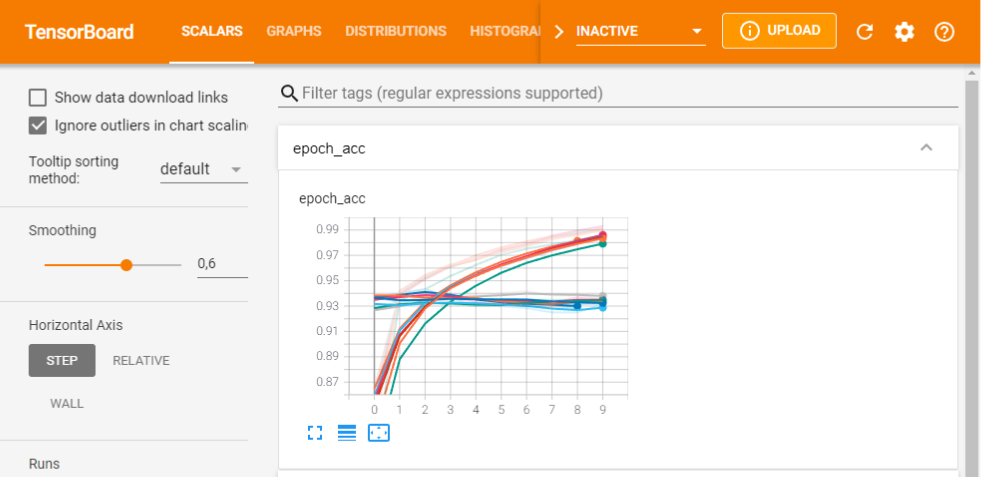 TensorBoard SCALARS GRAPHS DISTRIBUTIONS HISTOGRA INACTIVE UPLOAD
Show data download links
Ignore outliers in chart scalin
Tooltip sorting
method:
default
Smoothing
0,6
Horizontal Axis
STEP RELATIVE
WALL
Runs
Filter tags (regular expressions supported)
epoch_acc
epoch_acc
0.99
0.97
0.95
0.93
0.91
0.89
0.87
0 1 2 3 4 5 6 7 8 9